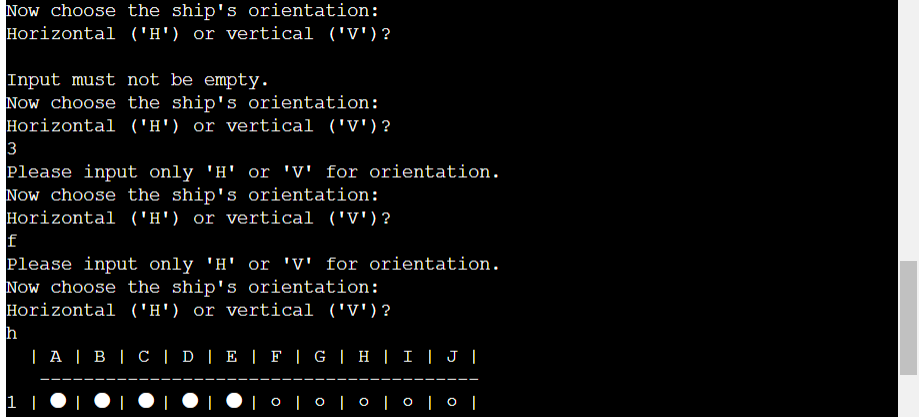 Now choose the ship's orientation:
Horizontal ('H') or vertical ('V')?
Input must not be empty.
Now choose the ship's orientation:
Horizontal ('H') or vertical ('V')?
3
Please input only 'H' or 'V' for orientation.
Now choose the ship's orientation:
Horizontal ('H') or vertical ('V')?
f
Please input only 'H' or 'V' for orientation.
Now choose the ship's orientation:
Horizontal ('H') or vertical ('V')?
h
| A | B | C | D | E | F | G | H | I | J |
----------------------------------------
1 | ● | ● | ● | ● | ● | o | o | o | o | o |